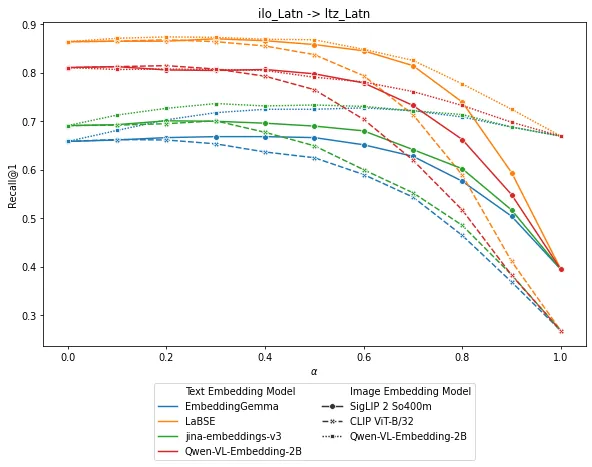 ilo_Latn -> ltz_Latn
0.9
0.8
0.7
0.6
0.5
0.4
0.3
Recall@1
0.0 0.2 0.4 0.6 0.8 1.0
α
Text Embedding Model Image Embedding Model
EmbeddingGemma SigLIP 2 So400m
LaBSE CLIP ViT-B/32
jina-embeddings-v3 Qwen-VL-Embedding-2B
Qwen-VL-Embedding-2B